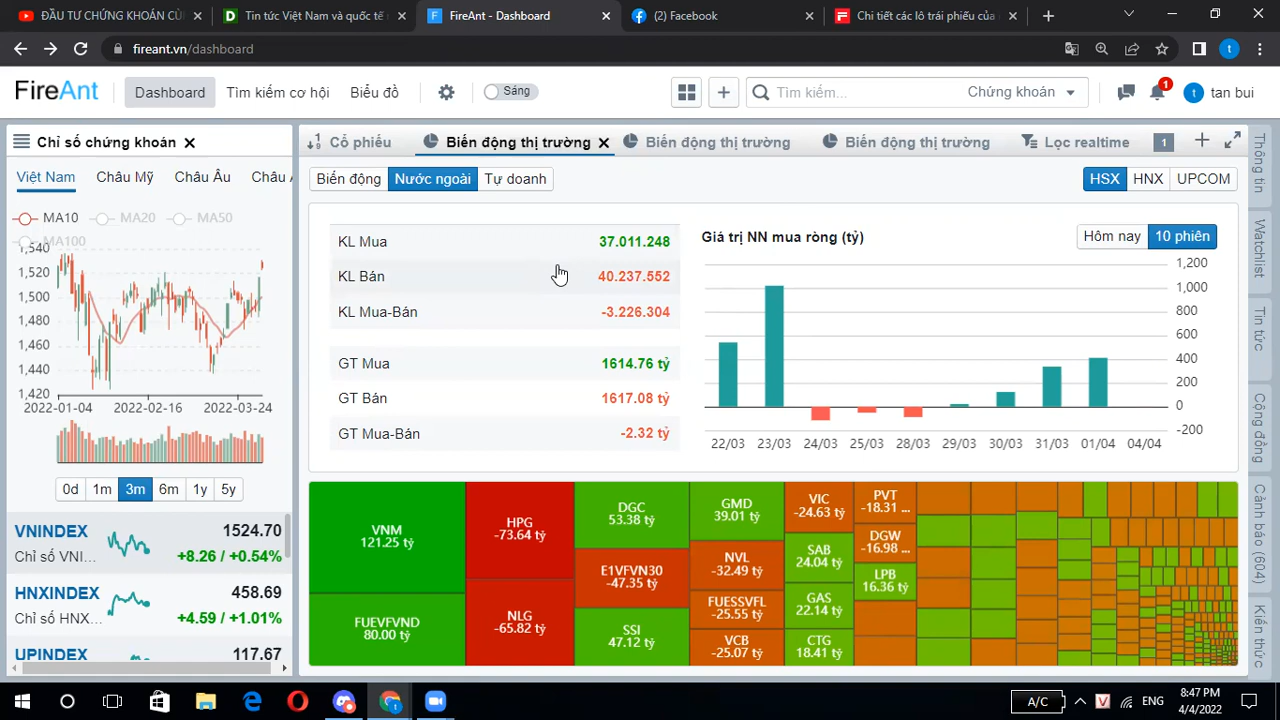 ĐẦU TƯ CHỨNG KHOÁN CÙ
Tin tức Việt Nam và quốc tế
FireAnt - Dashboard
(2) Facebook
Chi tiết các lô trái phiếu của
fireant.vn/dashboard
FireAnt
Dashboard
Tìm kiếm cơ hội
Biểu đồ
Sáng
Tìm kiếm...
Chứng khoán
1
t
tan bui
Chỉ số chứng khoán
Cổ phiếu
Biến động thị trường
Biến động thị trường
Biến động thị trường
Lọc realtime
1
Việt Nam
Châu Mỹ
Châu Âu
Châu
Biến động
Nước ngoài
Tự doanh
HSX
HNX
UPCOM
MA10
MA20
MA50
MA100
1,540
1,520
1,500
1,480
1,460
1,440
1,420
2022-01-04
2022-02-16
2022-03-24
0d
1m
3m
6m
1y
5y
VNINDEX
1524.70
Chỉ số VNI...
+8.26 / +0.54%
HNXINDEX
458.69
Chỉ số HNX...
+4.59 / +1.01%
UPINDEX
117.67
KL Mua
37.011.248
KL Bán
40.237.552
KL Mua-Bán
-3.226.304
GT Mua
1614.76 tỷ
GT Bán
1617.08 tỷ
GT Mua-Bán
-2.32 tỷ
Giá trị NN mua ròng (tỷ)
Hôm nay
10 phiên
1,200
1,000
800
600
400
200
0
-200
22/03
23/03
24/03
25/03
28/03
29/03
30/03
31/03
01/04
04/04
VNM
121.25 tỷ
FUEVFVND
80.00 tỷ
HPG
-73.64 tỷ
NLG
-65.82 tỷ
DGC
53.38 tỷ
E1VFVN30
-47.35 tỷ
SSI
47.12 tỷ
GMD
39.01 tỷ
NVL
-32.49 tỷ
FUESSVFL
-25.55 tỷ
VCB
-25.07 tỷ
VIC
-24.63 tỷ
SAB
24.04 tỷ
GAS
22.14 tỷ
CTG
18.41 tỷ
PVT
-18.31 ...
DGW
-16.98 ...
LPB
16.36 tỷ
Thông tin
Watchlist
Tin tức
Cộng đồng
Cảnh báo (604)
Kiến thức
A/C
V
ENG
8:47 PM
4/4/2022